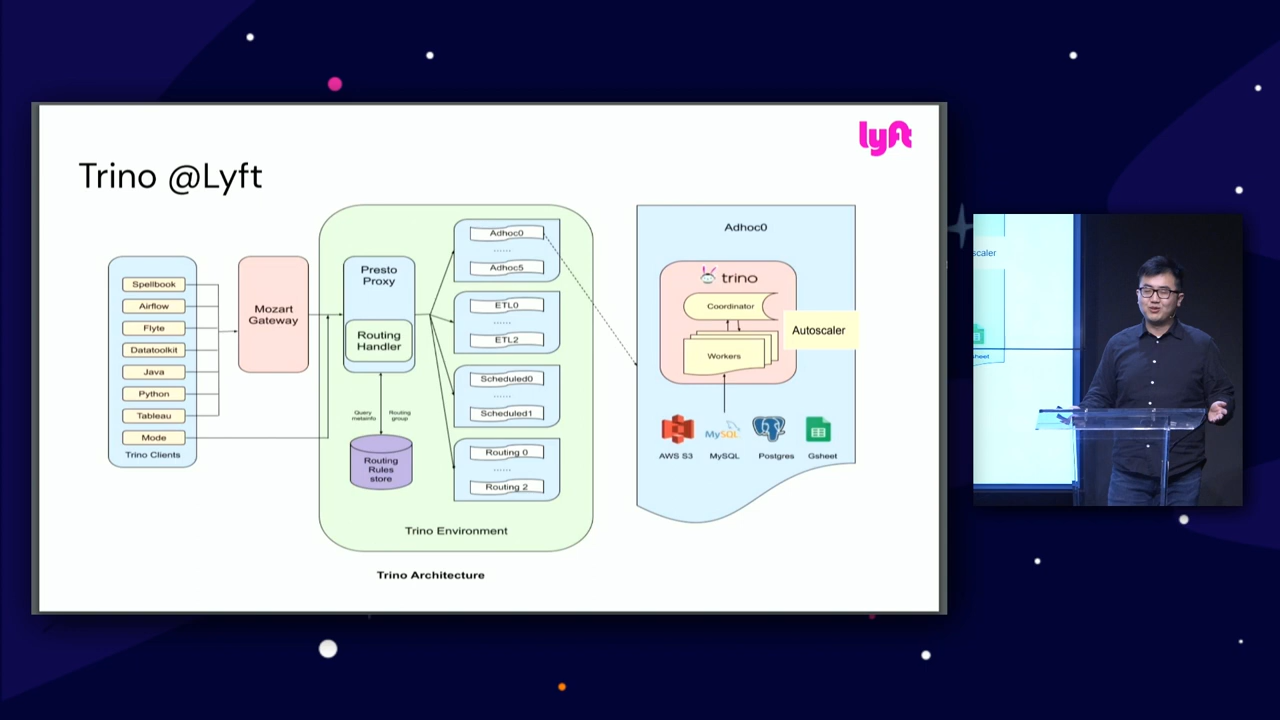 lyft
Trino @Lyft
Spellbook
Airflow
Flyte
Datatoolkit
Java
Python
Tableau
Mode
Trino Clients
Mozart
Gateway
Presto
Proxy
Routing
Handler
Query
metainfo
Routing
group
Routing
Rules
store
Adhoc0
......
Adhoc5
ETL0
......
ETL2
Scheduled0
......
Scheduled1
Routing 0
......
Routing 2
Trino Environment
Trino Architecture
Adhoc0
trino
Coordinator
Workers
Autoscaler
AWS S3
MySQL
MySQL
Postgres
Gsheet
scaler
heet